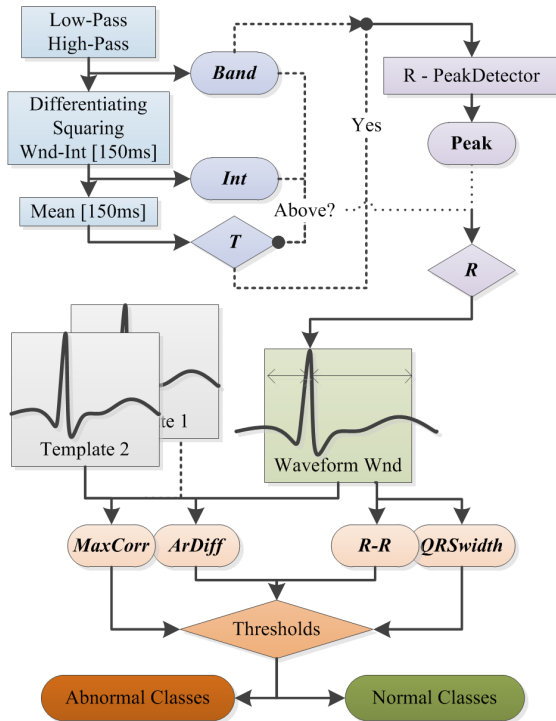 Low-Pass
High-Pass
Band
R - PeakDetector
Differentiating
Squaring
Wnd-Int [150ms]
Yes
Peak
Int
Mean [150ms]
Above?
T
R
te 1
Template 2
Waveform Wnd
MaxCorr
ArDiff
R-R
QRSwidth
Thresholds
Abnormal Classes
Normal Classes